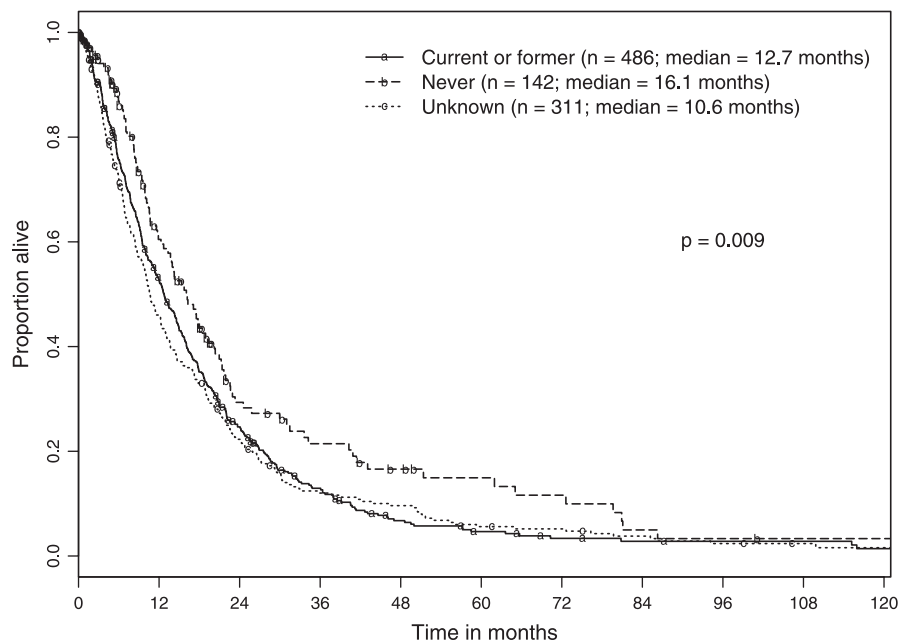 Current or former (n = 486; median = 12.7 months)
Never (n = 142; median = 16.1 months)
Unknown (n = 311; median = 10.6 months)
p = 0.009
Proportion alive
1.0
0.8
0.6
0.4
0.2
0.0
0 12 24 36 48 60 72 84 96 108 120
Time in months